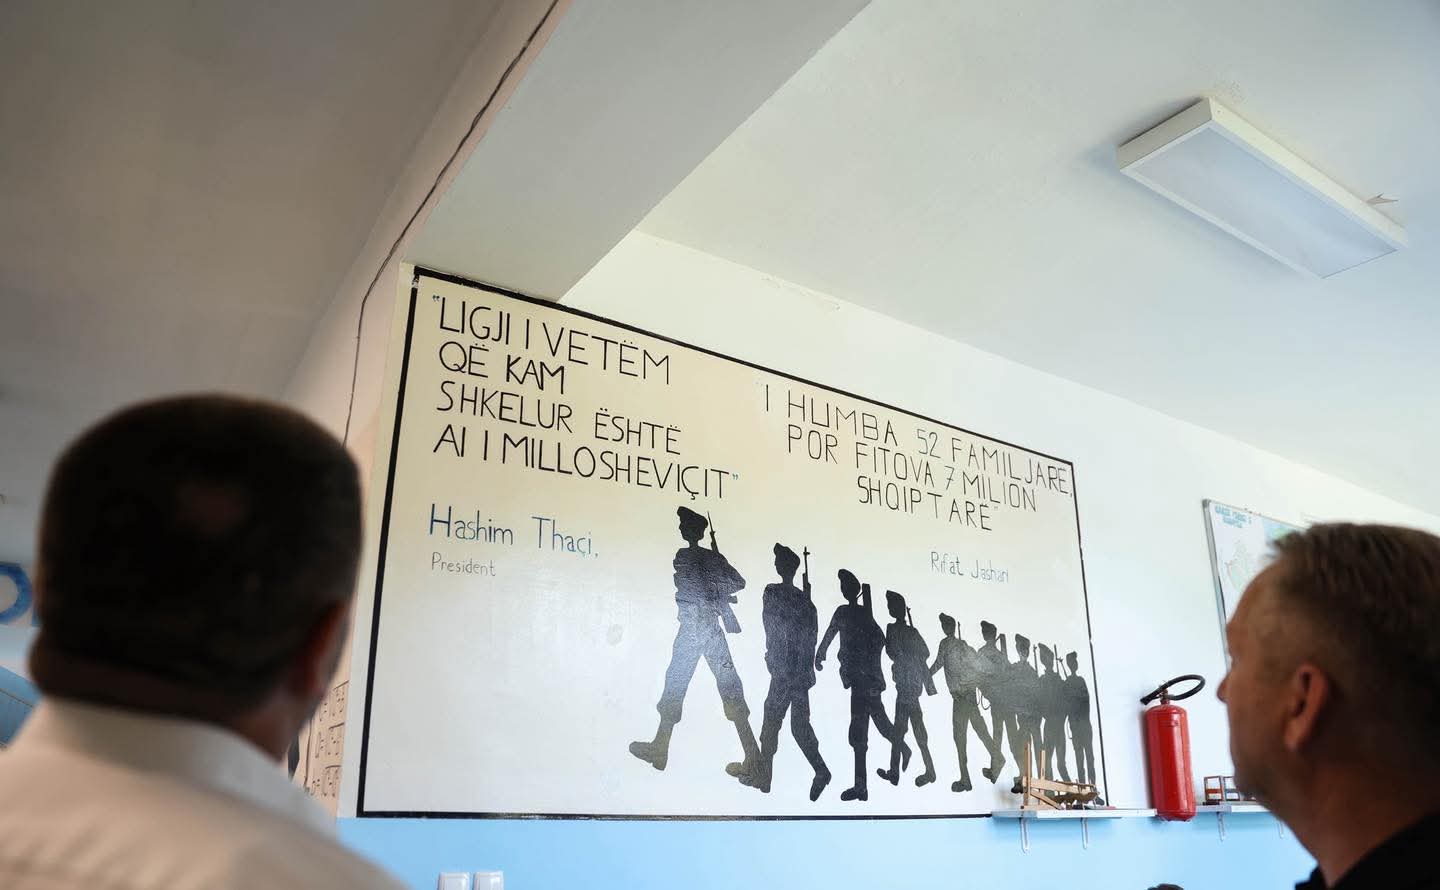 "LIGJI I VETËM
QË KAM
SHKELUR ËSHTË
AI I MILLOSHEVIÇIT"
Hashim Thaçi,
President
"I HUMBA 52 FAMILJARË,
POR FITOVA 7 MILION
SHQIPTARË"
Rifat Jashari